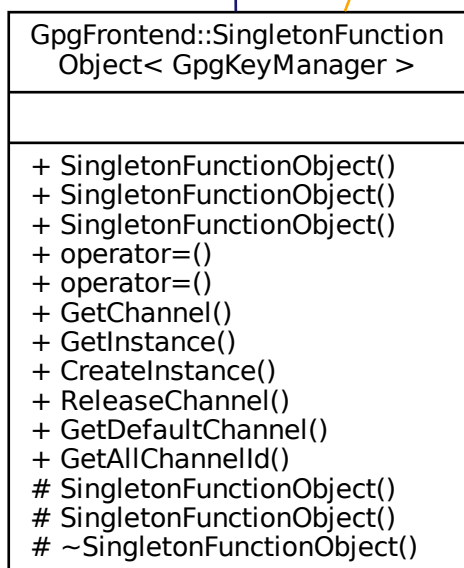 GpgFrontend::SingletonFunction
Object< GpgKeyManager >
+ SingletonFunctionObject()
+ SingletonFunctionObject()
+ SingletonFunctionObject()
+ operator=()
+ operator=()
+ GetChannel()
+ GetInstance()
+ CreateInstance()
+ ReleaseChannel()
+ GetDefaultChannel()
+ GetAllChannelId()
# SingletonFunctionObject()
# SingletonFunctionObject()
# ~SingletonFunctionObject()